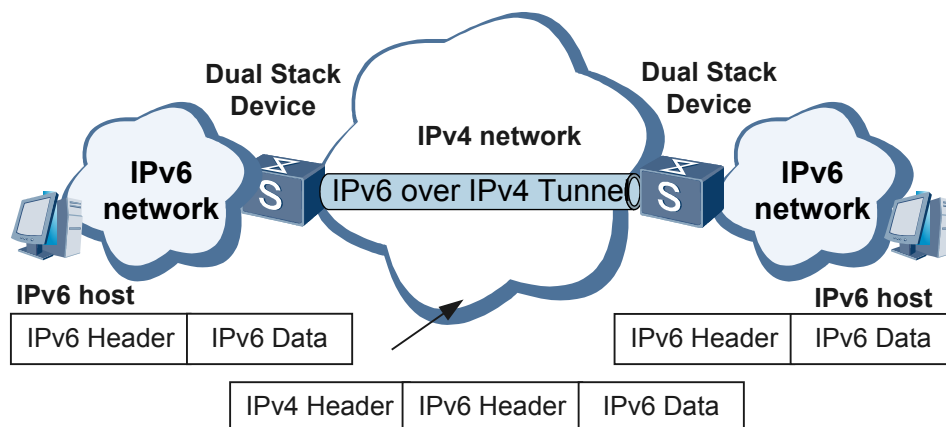 Dual Stack
Device
Dual Stack
Device
IPv4 network
IPv6
network
S
IPv6 over IPv4 Tunnel
S
IPv6
network
IPv6 host
IPv6 host
IPv6 Header IPv6 Data
IPv6 Header IPv6 Data
IPv4 Header IPv6 Header IPv6 Data